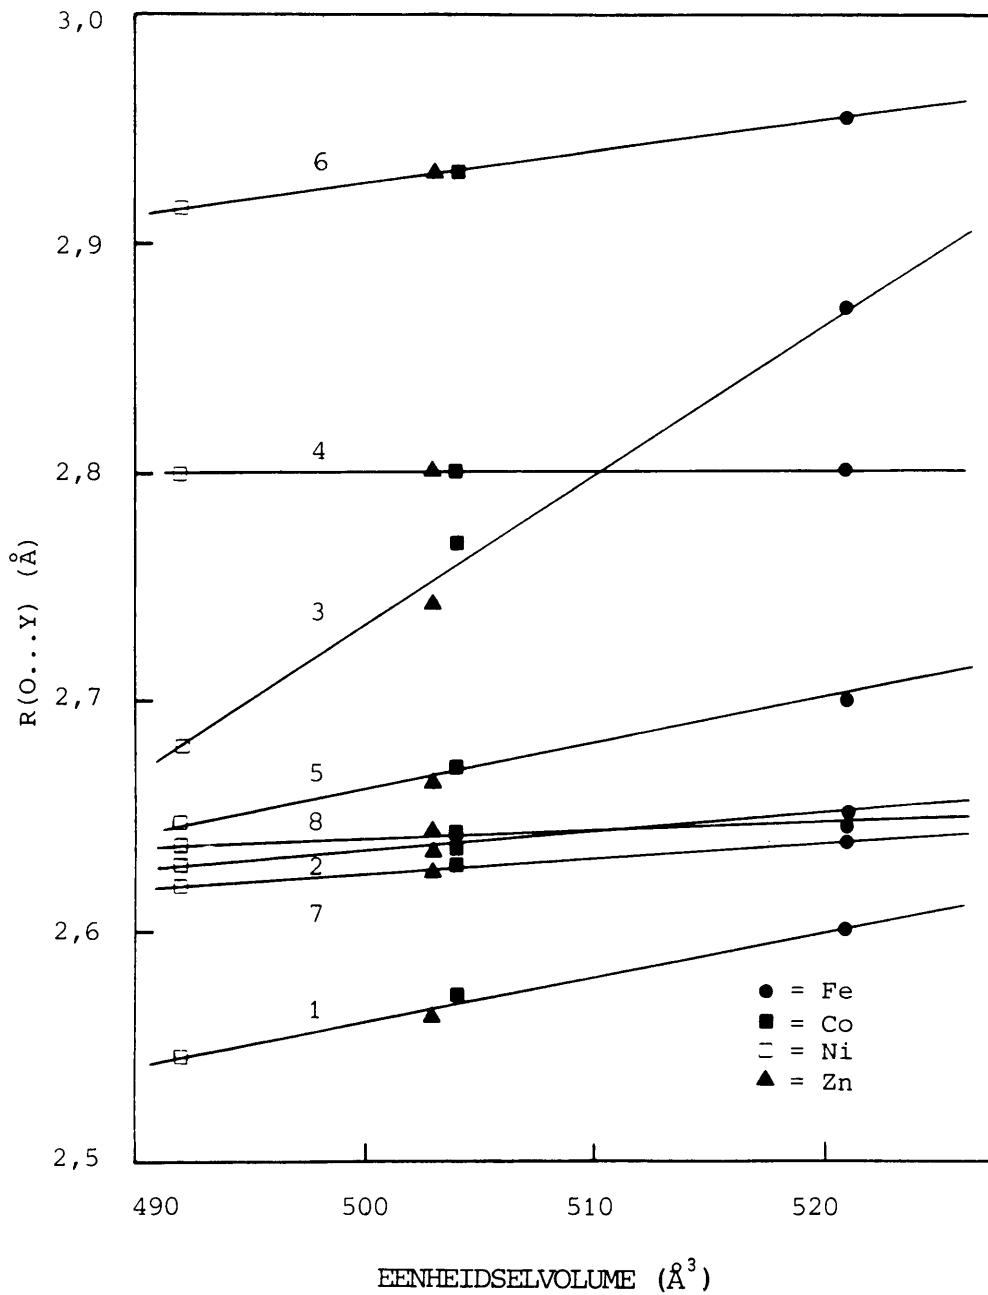 3,0
6
2,9
4
2,8
3
R(O...Y) (Å)
2,7
5
8
2
7
2,6
1
● = Fe
■ = Co
□ = Ni
▲ = Zn
2,5
490 500 510 520
EENHEIDSELVOLUME (Å³)